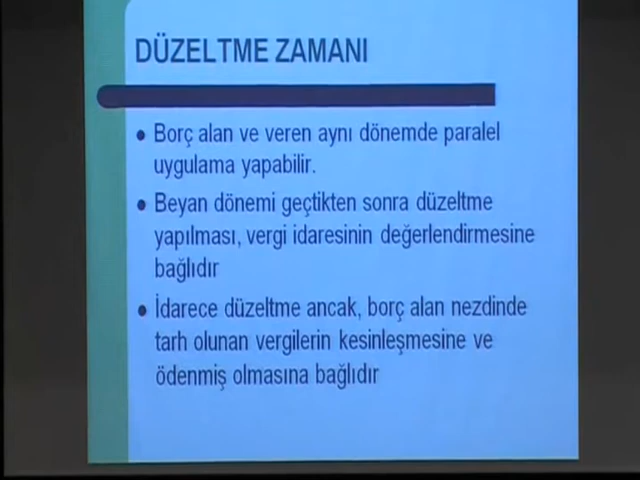 DÜZELTME ZAMANI
• Borç alan ve veren aynı dönemde paralel
uygulama yapabilir.
• Beyan dönemi geçtikten sonra düzeltme
yapılması, vergi idaresinin değerlendirmesine
bağlıdır
• İdarece düzeltme ancak, borç alan nezdinde
tarh olunan vergilerin kesinleşmesine ve
ödenmiş olmasına bağlıdır